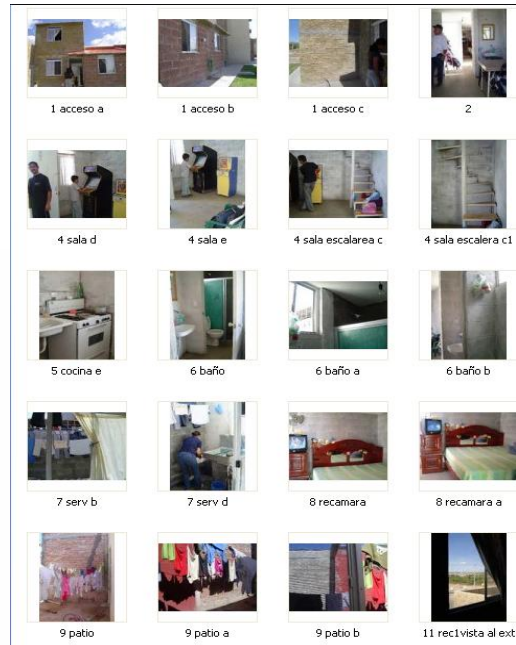 1 acceso a
1 acceso b
1 acceso c
2
4 sala d
4 sala e
4 sala escalarea c
4 sala escalera c1
5 cocina e
6 baño
6 baño a
6 baño b
7 serv b
7 serv d
8 recamara
8 recamara a
9 patio
9 patio a
9 patio b
11 rec1vista al ext